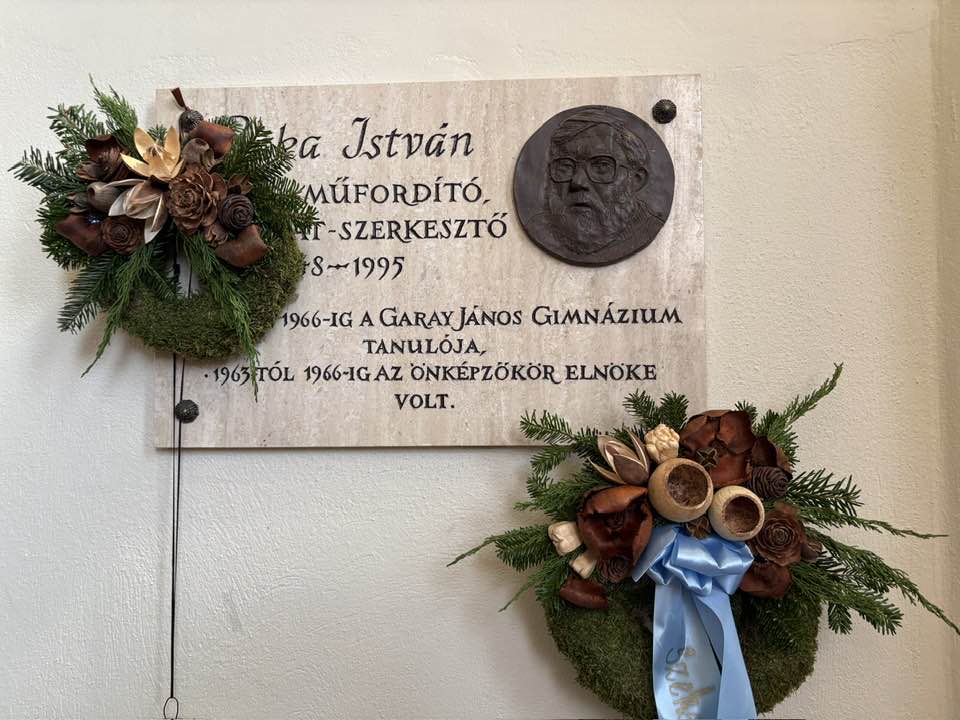 István
MŰFORDÍTÓ,
-SZERKESZTŐ
8-1995
1966-IG A GARAY JÁNOS GIMNÁZIUM
TANULÓJA,
·1963·TÓL 1966-IG AZ ÖNKÉPZŐKÖR ELNÖKE
VOLT.